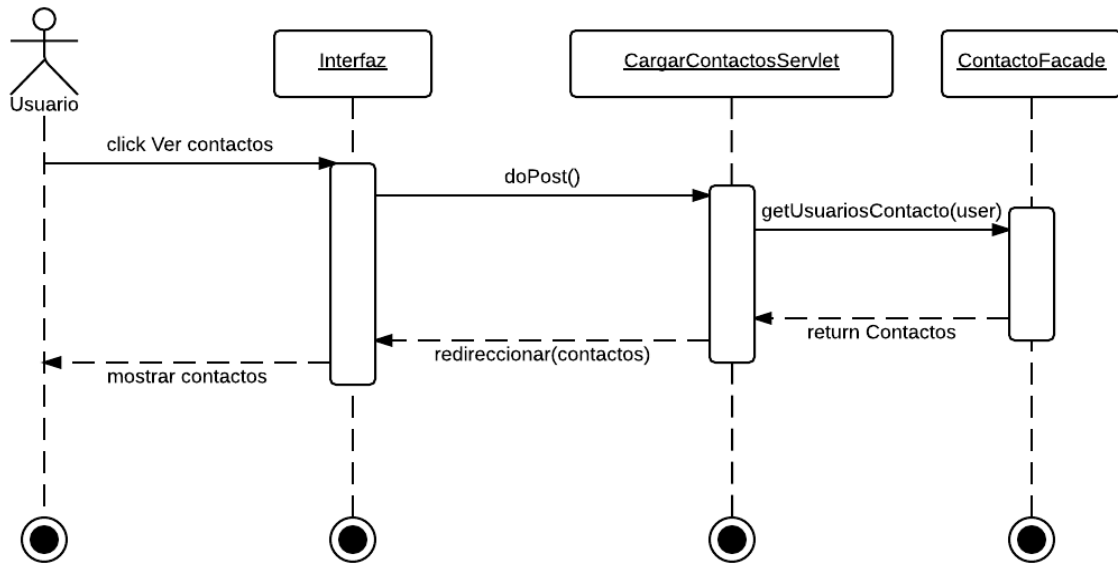 Interfaz
CargarContactosServlet
ContactoFacade
Usuario
click Ver contactos
doPost()
getUsuariosContacto(user)
return Contactos
redireccionar(contactos)
mostrar contactos